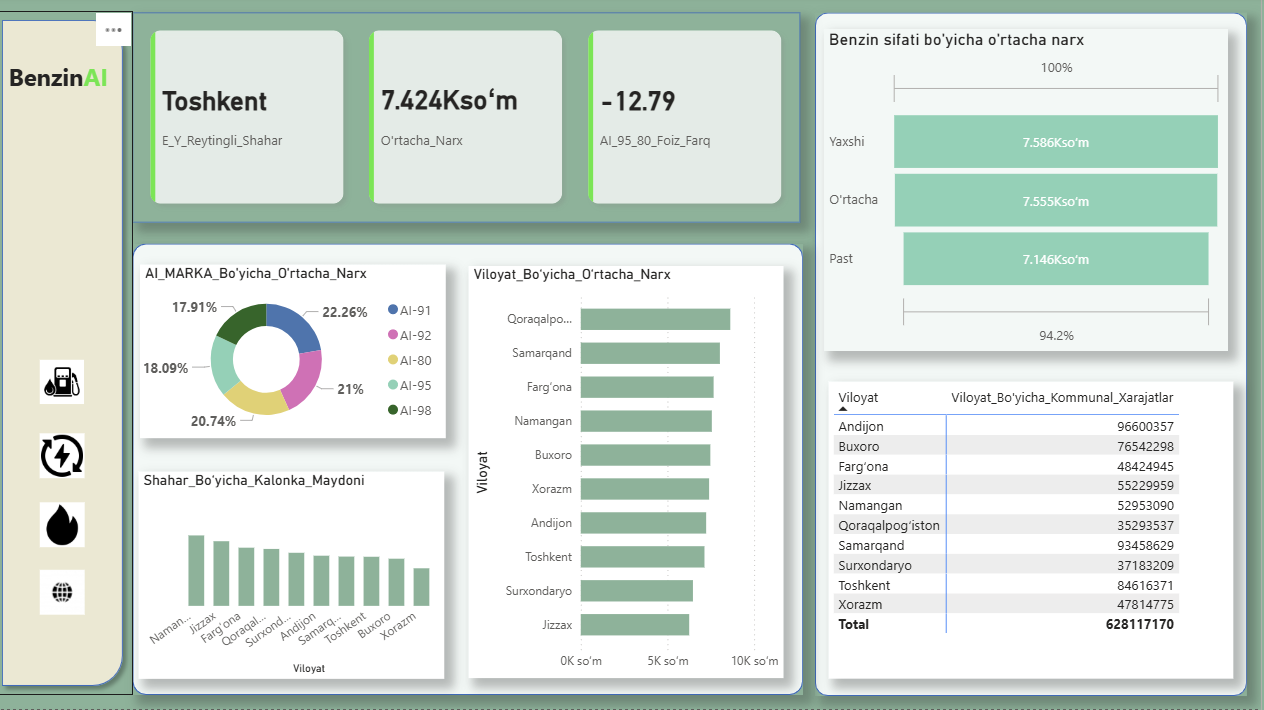 BenzinAI
Toshkent
E_Y_Reytingli_Shahar
7.424Kso‘m
O'rtacha_Narx
-12.79
AI_95_80_Foiz_Farq
AI_MARKA_Bo‘yicha_O‘rtacha_Narx
17.91%
22.26%
18.09%
21%
20.74%
AI-91
AI-92
AI-80
AI-95
AI-98
Shahar_Bo‘yicha_Kalonka_Maydoni
Naman...
Jizzax
Farg‘ona
Qoraqal...
Surxond...
Andijon
Samarq...
Toshkent
Buxoro
Xorazm
Viloyat
Viloyat_Bo‘yicha_O‘rtacha_Narx
Viloyat
Qoraqalpo...
Samarqand
Farg‘ona
Namangan
Buxoro
Xorazm
Andijon
Toshkent
Surxondaryo
Jizzax
0K so‘m 5K so‘m 10K so‘m
Benzin sifati bo‘yicha o‘rtacha narx
100%
Yaxshi 7.586Kso‘m
O'rtacha 7.555Kso‘m
Past 7.146Kso‘m
94.2%
Viloyat Viloyat_Bo‘yicha_Kommunal_Xarajatlar
Andijon 96600357
Buxoro 76542298
Farg‘ona 48424945
Jizzax 55229959
Namangan 52953090
Qoraqalpog‘iston 35293537
Samarqand 93458629
Surxondaryo 37183209
Toshkent 84616371
Xorazm 47814775
Total 628117170